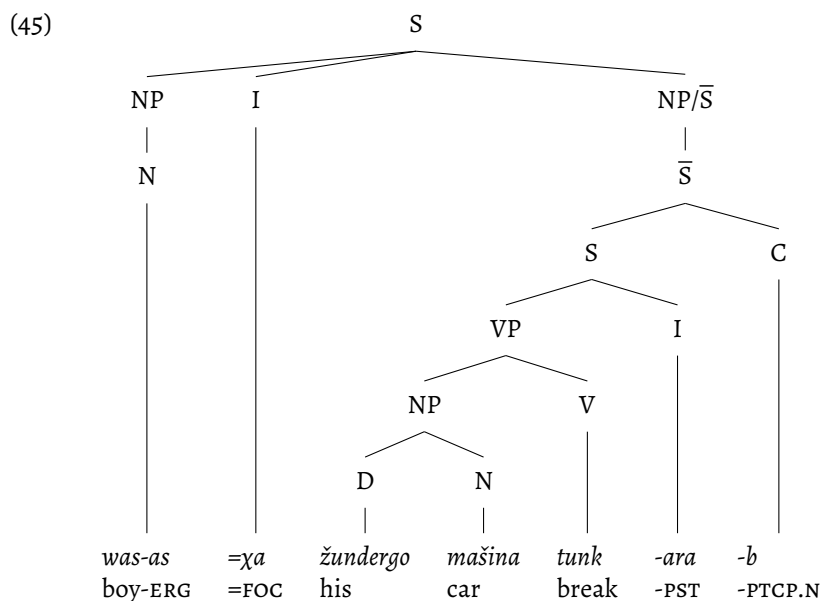 (45) S
NP I NP/S̅
N S̅
S C
VP I
NP V
D N
was-as =χa žundergo mašina tunk -ara -b
boy-ERG =FOC his car break -PST -PTCP.N